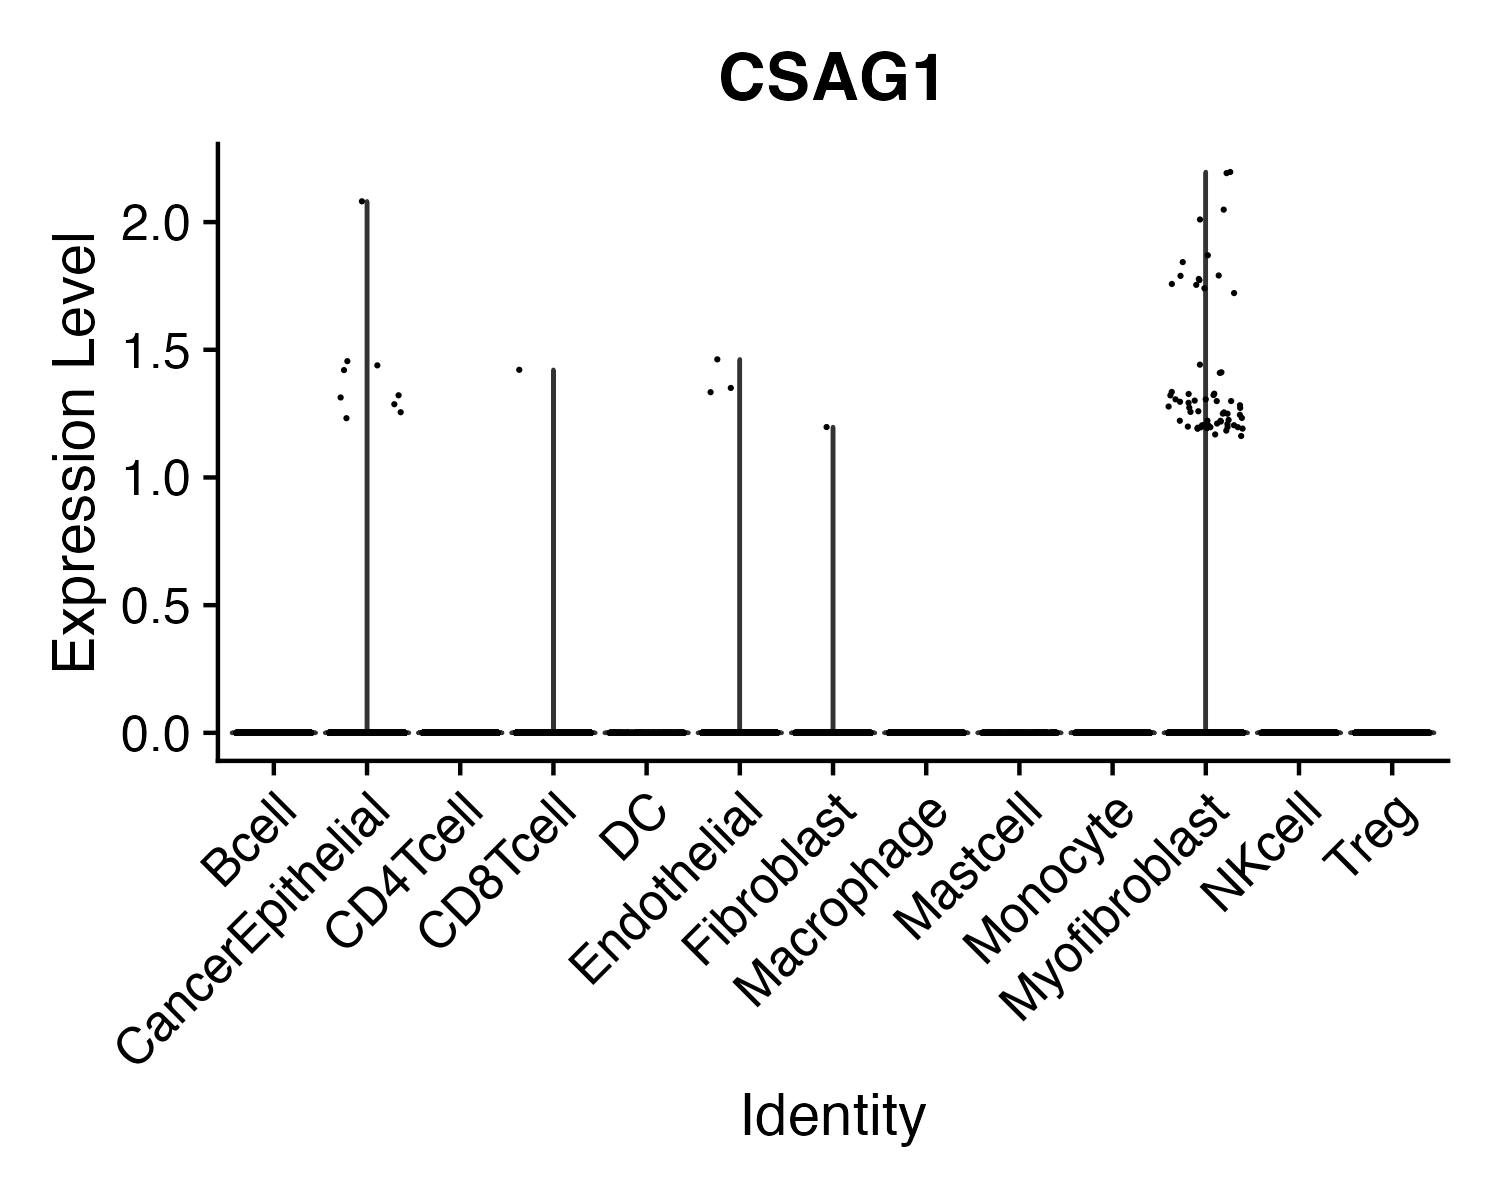 CSAG1
Expression Level
2.0
1.5
1.0
0.5
0.0
Bcell
CancerEpithelial
CD4Tcell
CD8Tcell
DC
Endothelial
Fibroblast
Macrophage
Mastcell
Monocyte
Myofibroblast
NKcell
Treg
Identity